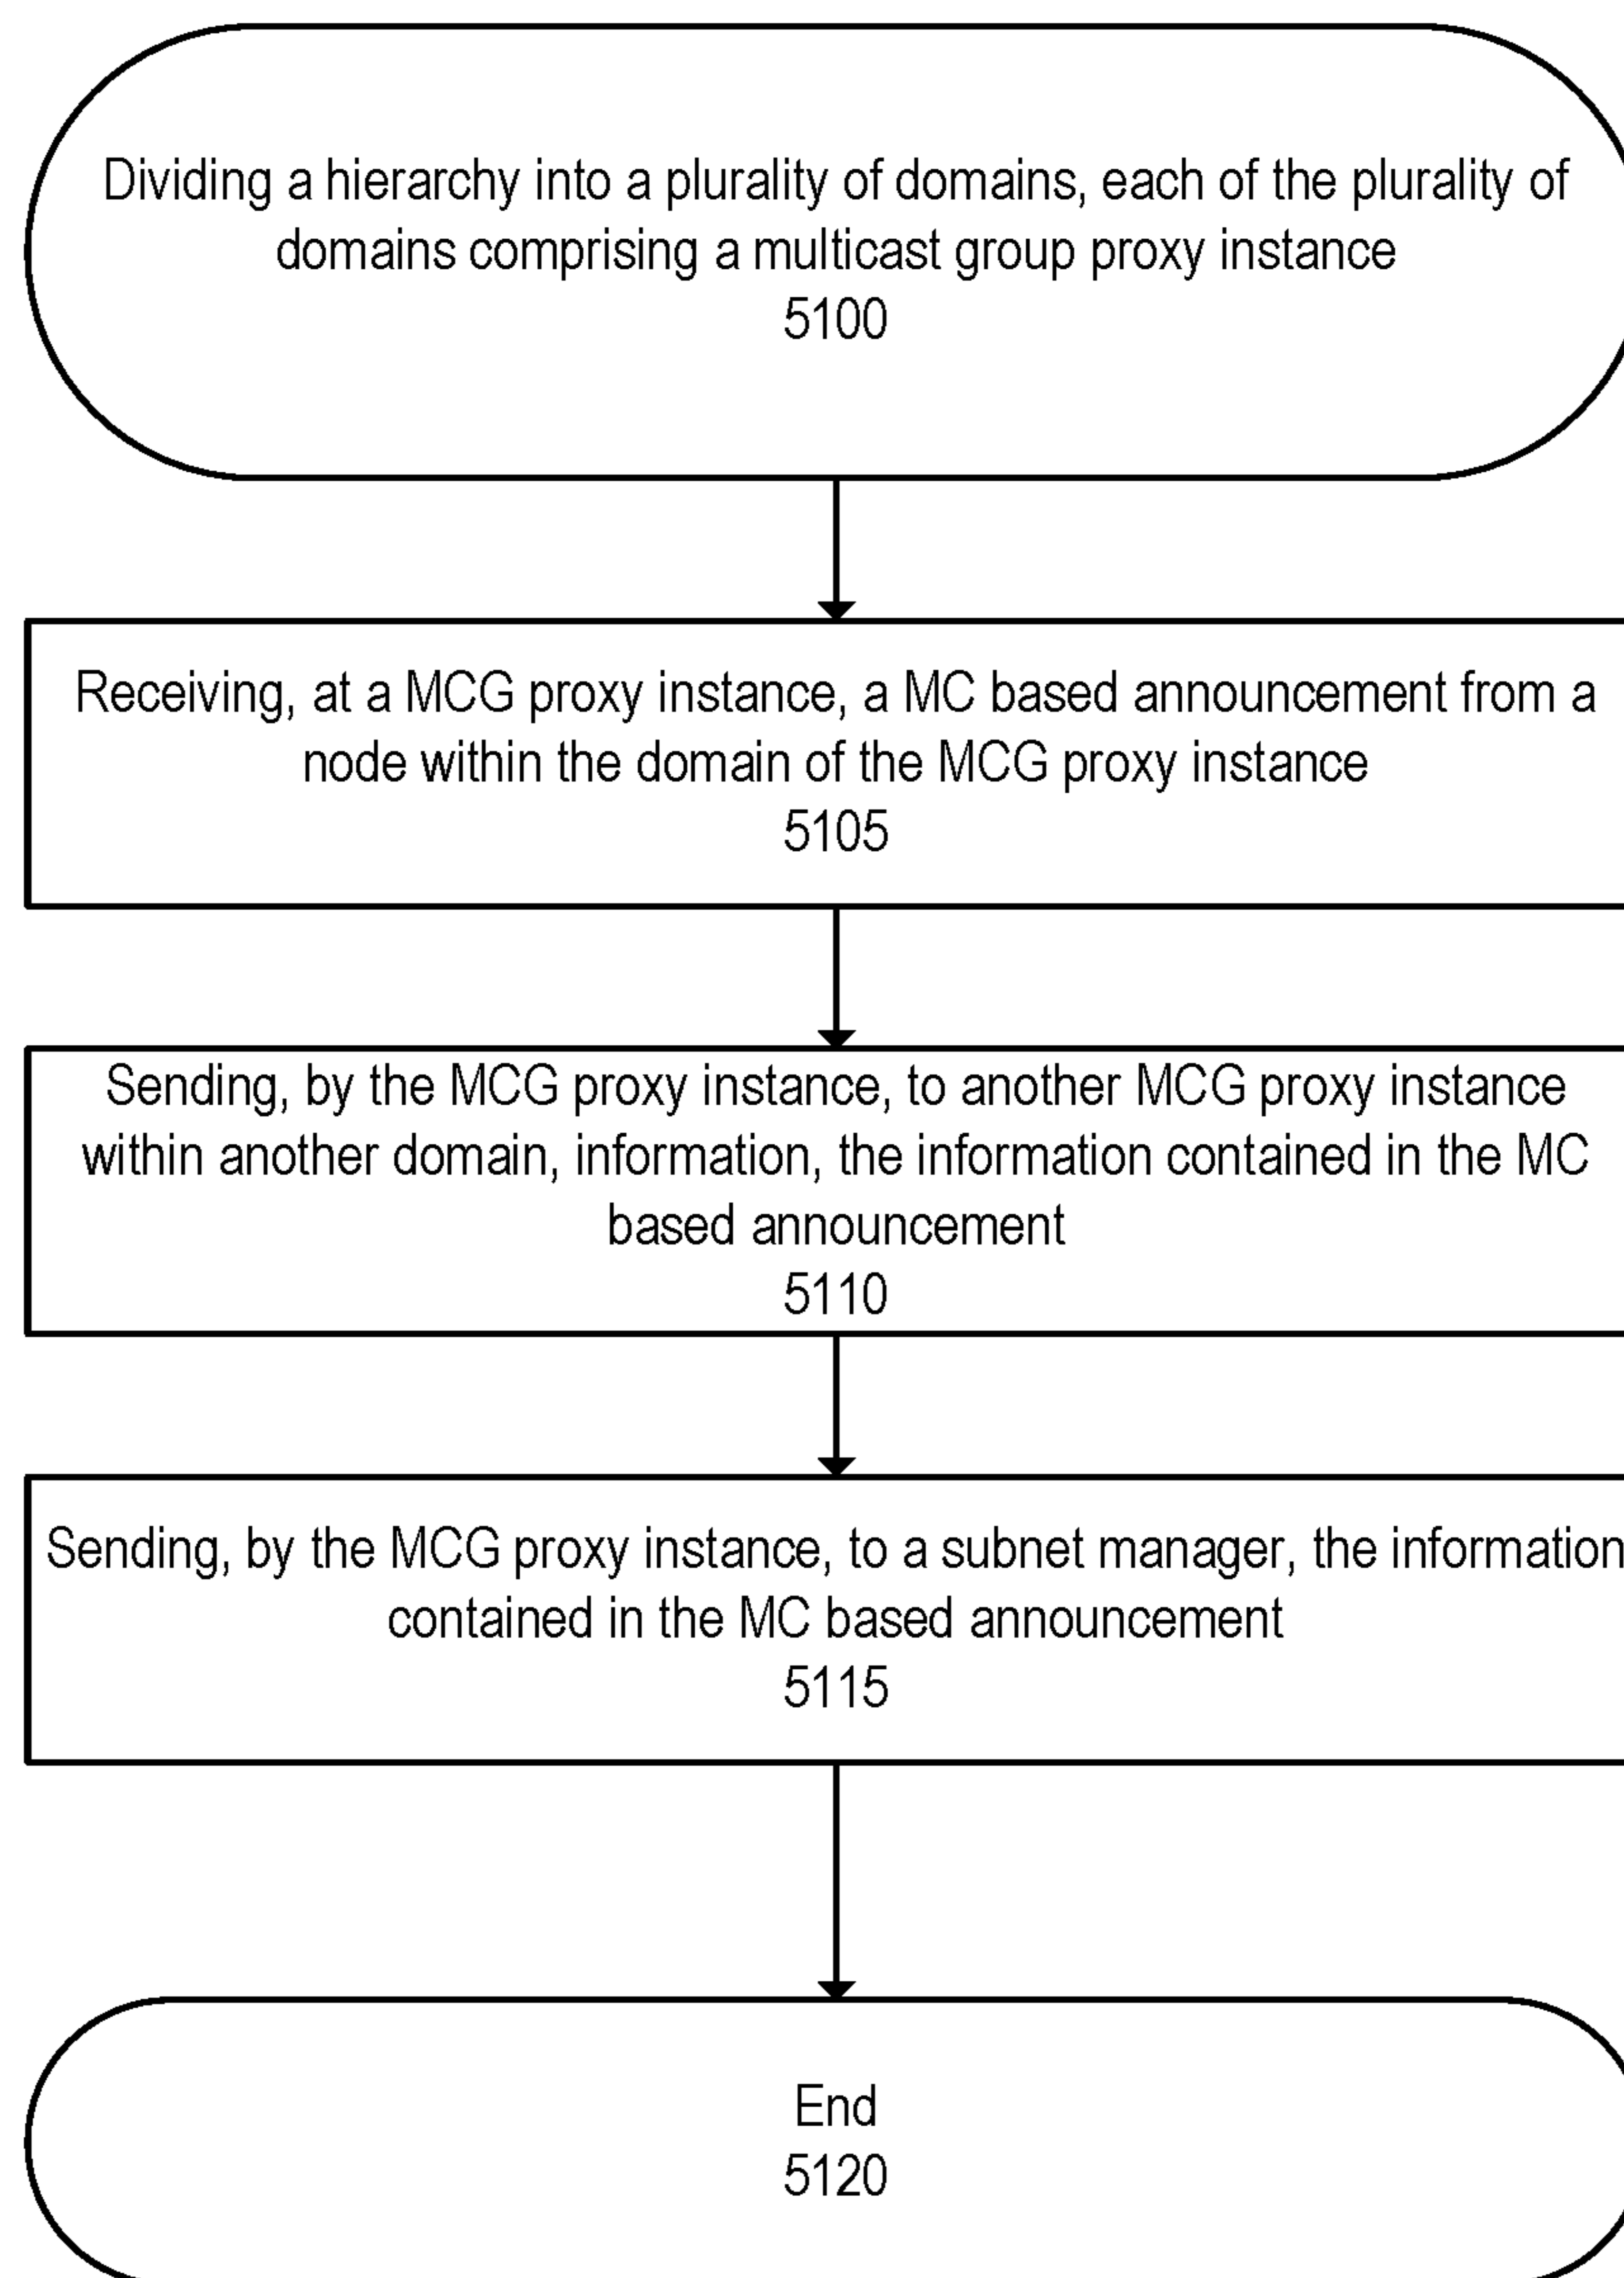 Dividing a hierarchy into a plurality of domains, each of the plurality of
domains comprising a multicast group proxy instance
5100
Receiving, at a MCG proxy instance, a MC based announcement from a
node within the domain of the MCG proxy instance
5105
Sending, by the MCG proxy instance, to another MCG proxy instance
within another domain, information, the information contained in the MC
based announcement
5110
Sending, by the MCG proxy instance, to a subnet manager, the information
contained in the MC based announcement
5115
End
5120